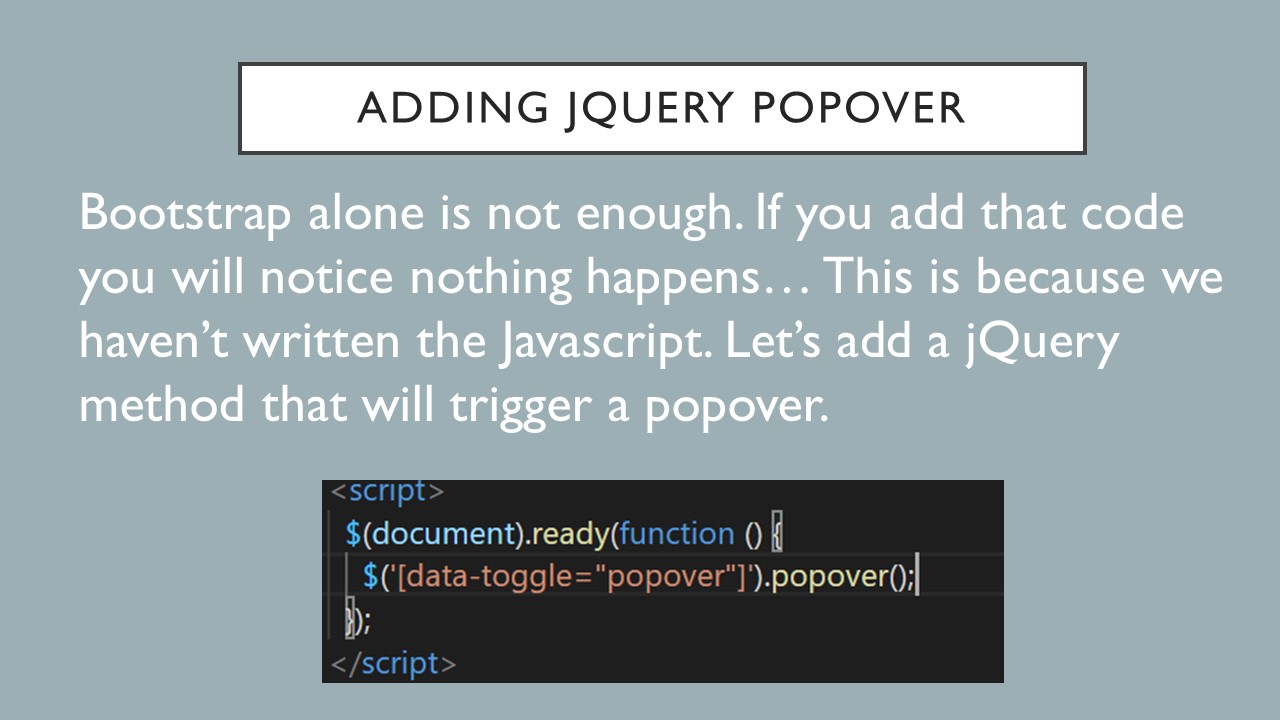 ADDING JQUERY POPOVER
Bootstrap alone is not enough. If you add that code
you will notice nothing happens… This is because we
haven’t written the Javascript. Let’s add a jQuery
method that will trigger a popover.
<script>
$(document).ready(function () {
$('[data-toggle="popover"]').popover();
});
</script>